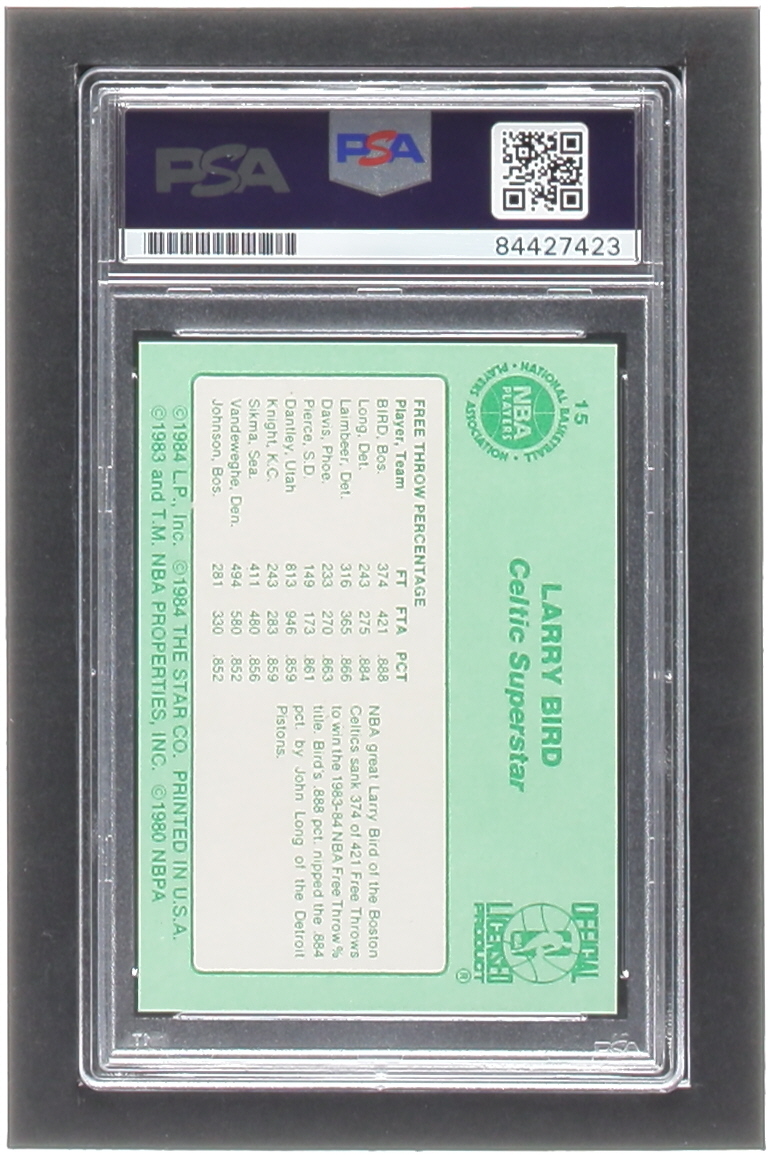 PSA
PSA
84427423
15
NATIONAL BASKETBALL
PLAYERS ASSOCIATION
NBA
PLAYERS
LARRY BIRD
Celtic Superstar
OFFICIAL
LICENSED
PRODUCT
®
FREE THROW PERCENTAGE
Player, Team FT FTA PCT
BIRD, Bos. 374 421 .888
Long, Det. 243 275 .884
Laimbeer, Det. 316 365 .866
Davis, Phoe. 233 270 .863
Pierce, S.D. 149 173 .861
Dantley, Utah 813 946 .859
Knight, K.C. 243 283 .859
Sikma, Sea. 411 480 .856
Vandeweghe, Den. 494 580 .852
Johnson, Bos. 281 330 .852
NBA great Larry Bird of the Boston
Celtics sank 374 of 421 Free Throws
to win the 1983-84 NBA Free Throw %
title. Bird's .888 pct. nipped the .884
pct. by John Long of the Detroit
Pistons.
©1984 L.P., Inc. ©1984 THE STAR CO. PRINTED IN U.S.A.
©1983 and T.M. NBA PROPERTIES, INC. ©1980 NBPA
PSA